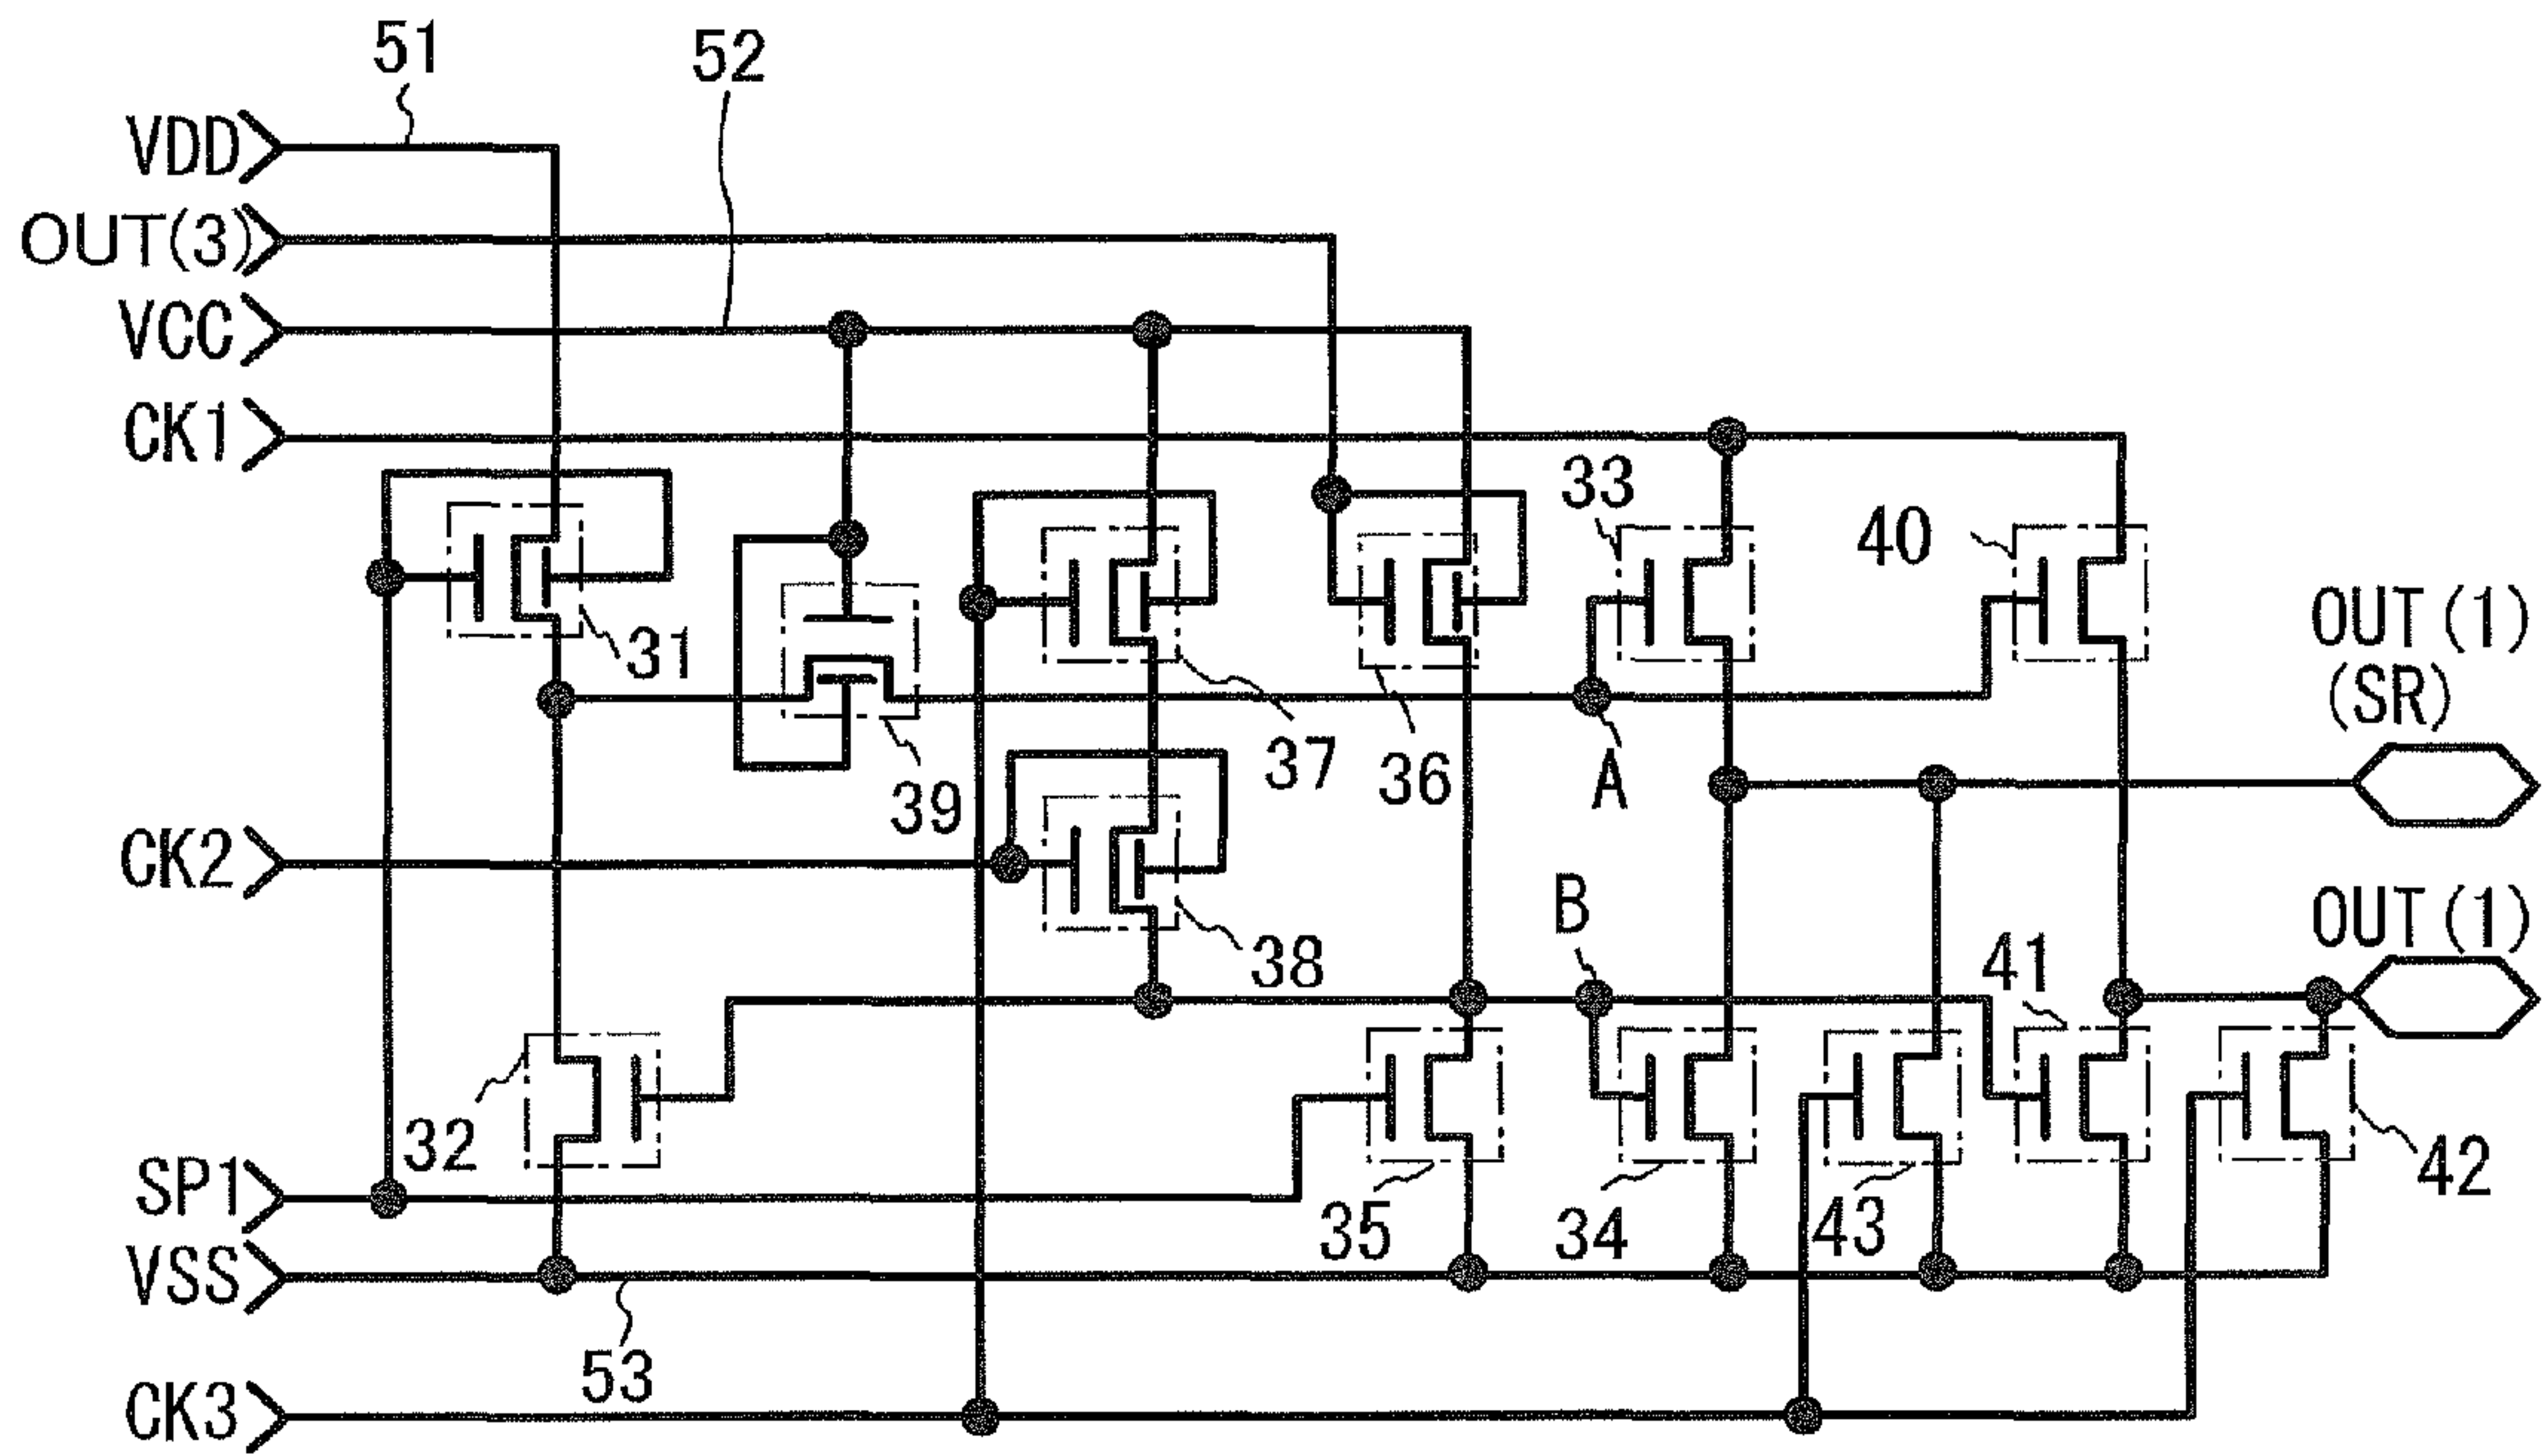 51
52
VDD
OUT(3)
VCC
CK1
33
40
OUT(1)
(SR)
31
37
36
A
39
CK2
B
38
41
OUT(1)
32
SP1
35
34
43
42
VSS
53
CK3